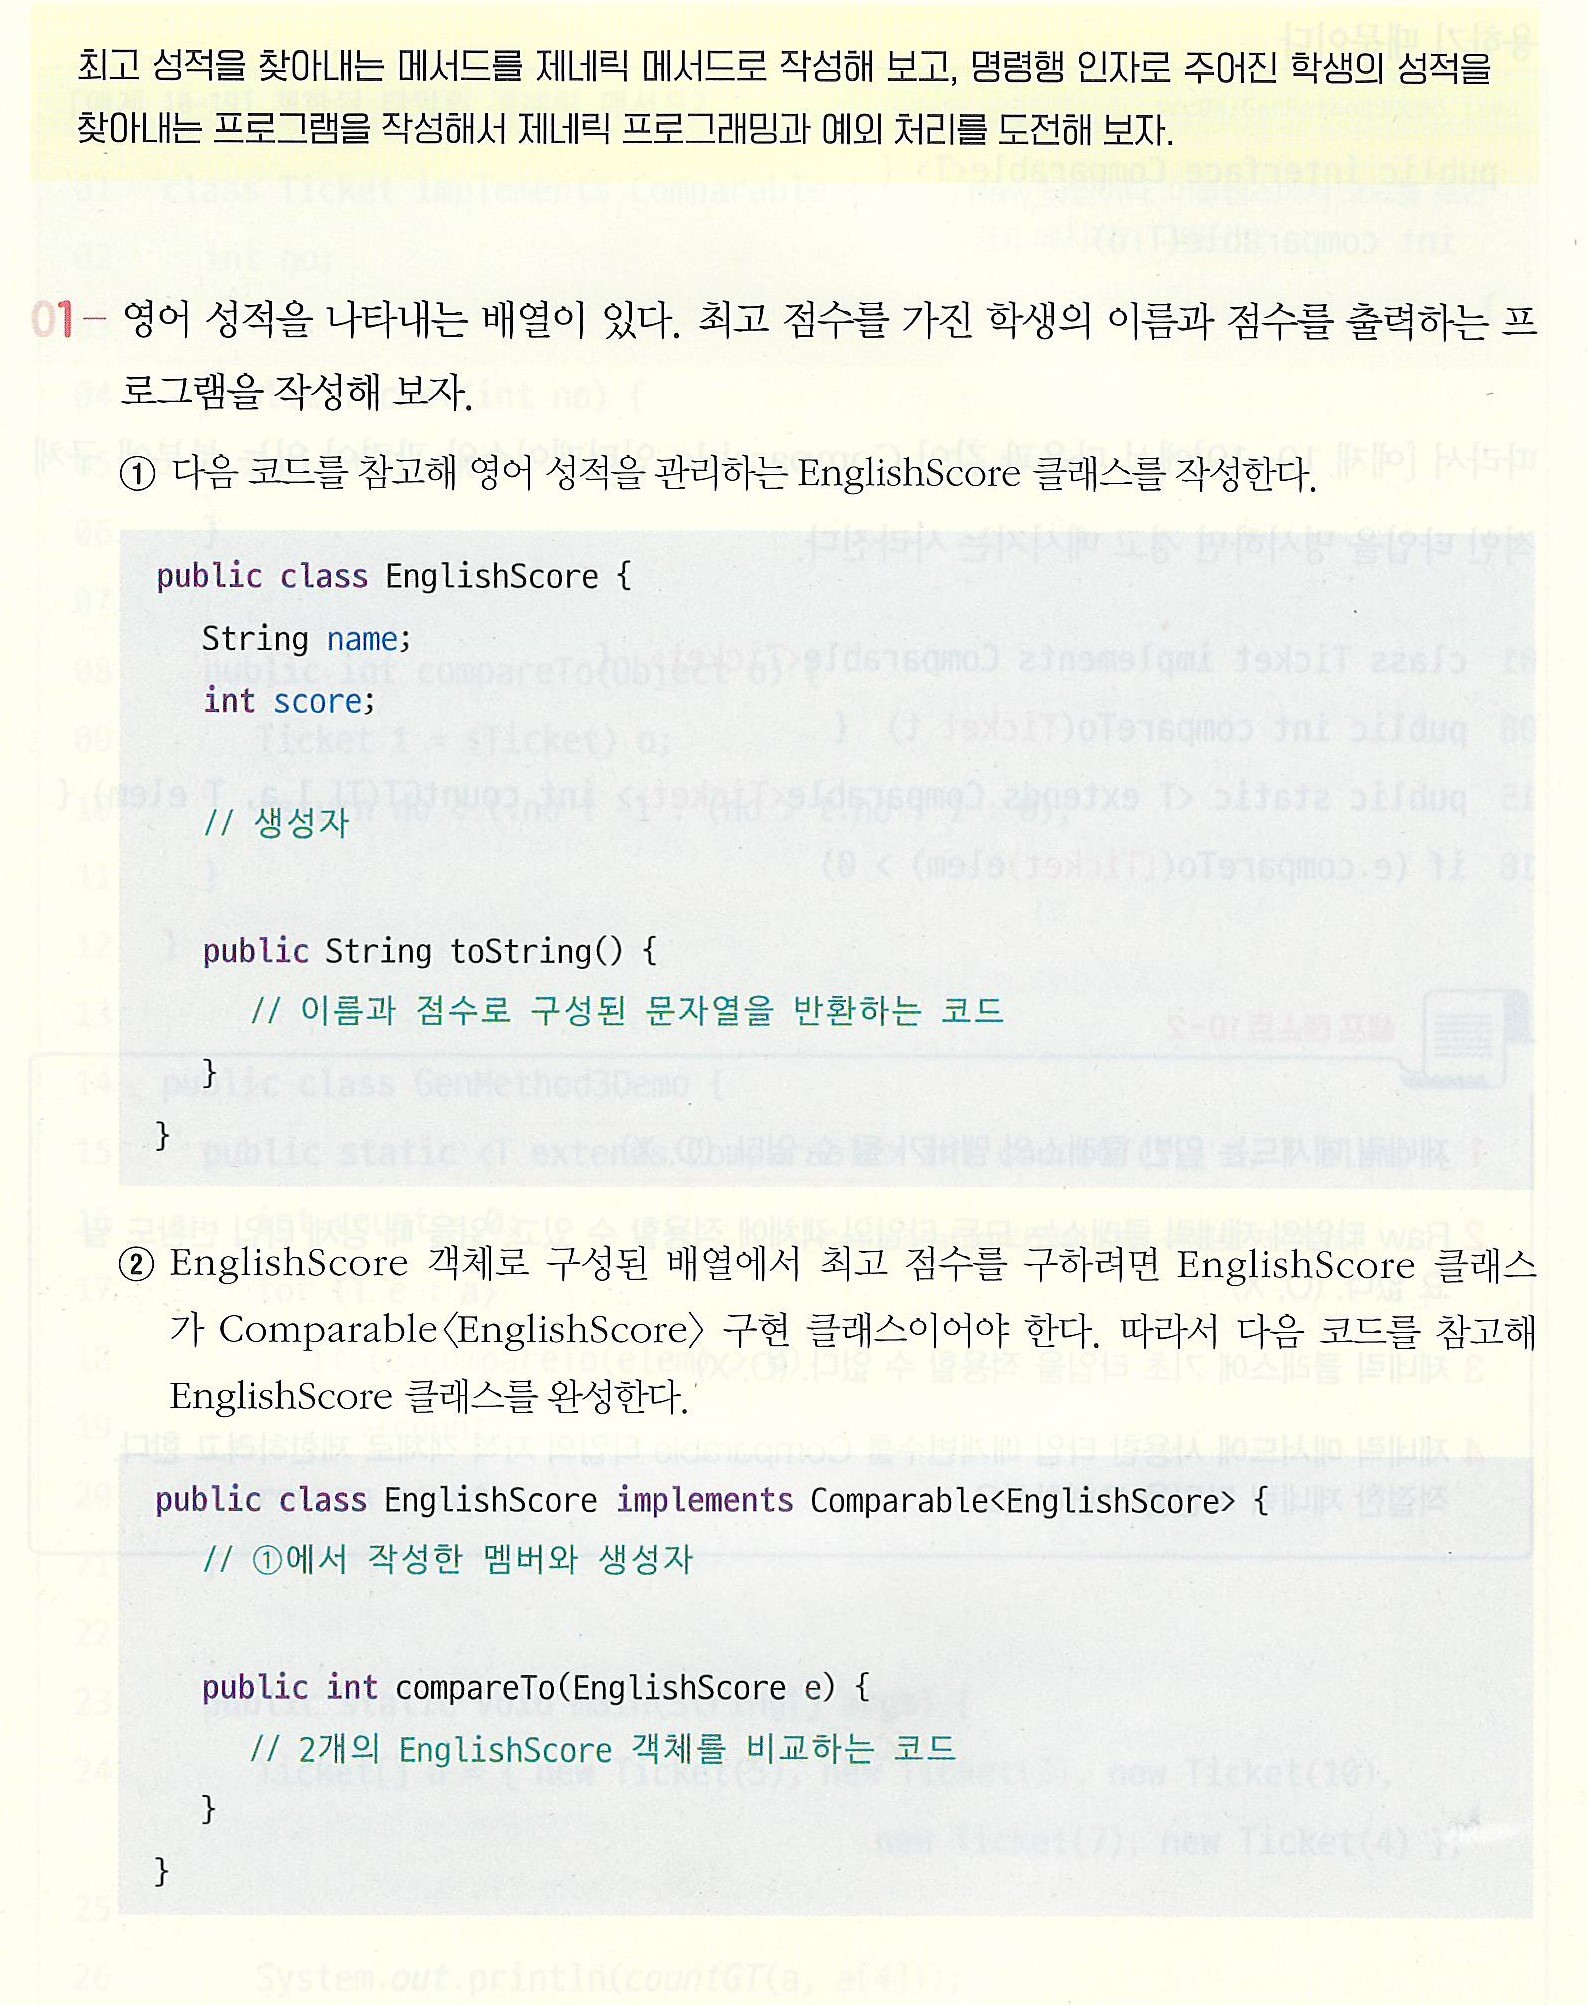 최고 성적을 찾아내는 메서드를 제네릭 메서드로 작성해 보고, 명령행 인자로 주어진 학생의 성적을
찾아내는 프로그램을 작성해서 제네릭 프로그래밍과 예외 처리를 도전해 보자.
01 - 영어 성적을 나타내는 배열이 있다. 최고 점수를 가진 학생의 이름과 점수를 출력하는 프
로그램을 작성해 보자.
① 다음 코드를 참고해 영어 성적을 관리하는 EnglishScore 클래스를 작성한다.
public class EnglishScore {
String name;
int score;
// 생성자
public String toString() {
// 이름과 점수로 구성된 문자열을 반환하는 코드
}
}
② EnglishScore 객체로 구성된 배열에서 최고 점수를 구하려면 EnglishScore 클래스
가 Comparable〈EnglishScore〉 구현 클래스이어야 한다. 따라서 다음 코드를 참고해
EnglishScore 클래스를 완성한다.
public class EnglishScore implements Comparable<EnglishScore> {
// ①에서 작성한 멤버와 생성자
public int compareTo(EnglishScore e) {
// 2개의 EnglishScore 객체를 비교하는 코드
}
}